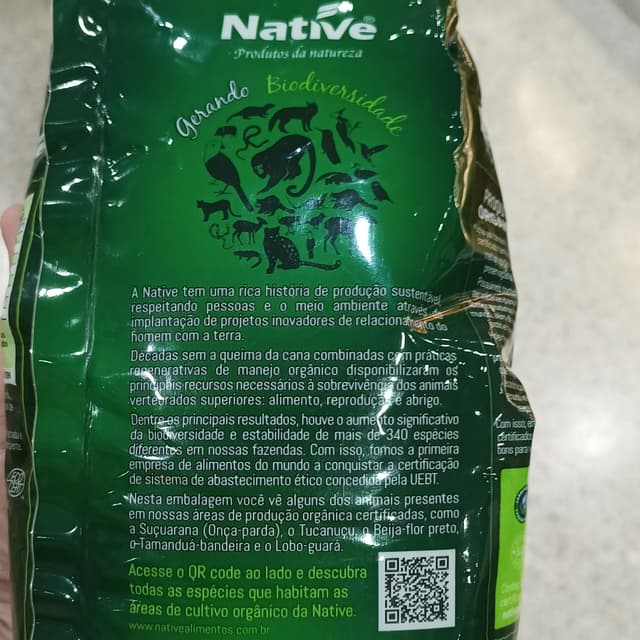 Native®
Produtos da natureza
Gerando Biodiversidade
A Native tem uma rica história de produção sustentável,
respeitando pessoas e o meio ambiente através da
implantação de projetos inovadores de relacionamento do
homem com a terra.
Décadas sem a queima da cana combinadas com práticas
regenerativas de manejo orgânico disponibilizaram os
principais recursos necessários à sobrevivência dos animais
vertebrados superiores: alimento, reprodução e abrigo.
Dentre os principais resultados, houve o aumento significativo
da biodiversidade e estabilidade de mais de 340 espécies
diferentes em nossas fazendas. Com isso, fomos a primeira
empresa de alimentos do mundo a conquistar a certificação
de sistema de abastecimento ético concedida pela UEBT.
Nesta embalagem você vê alguns dos animais presentes
em nossas áreas de produção orgânica certificadas, como
a Suçuarana (Onça-parda), o Tucanuçu, o Beija-flor preto,
o Tamanduá-bandeira e o Lobo-guará.
Acesse o QR code ao lado e descubra
todas as espécies que habitam as
áreas de cultivo orgânico da Native.
www.nativealimentos.com.br
Com isso,
certificado